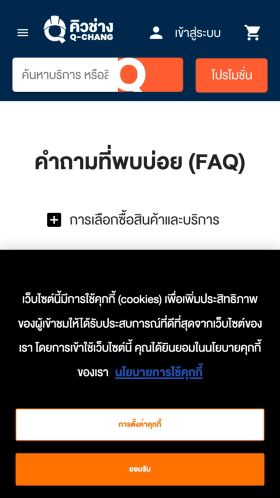 คิวช่าง
Q-CHANG
เข้าสู่ระบบ
ค้นหาบริการ หรือสิ
โปรโมชั่น
คำถามที่พบบ่อย (FAQ)
การเลือกซื้อสินค้าและบริการ
เว็บไซต์นี้มีการใช้คุกกี้ (cookies) เพื่อเพิ่มประสิทธิภาพ
ของผู้เข้าชมให้ได้รับประสบการณ์ที่ดีที่สุดจากเว็บไซต์ของ
เรา โดยการเข้าใช้เว็บไซต์นี้ คุณได้ยินยอมในนโยบายคุกกี้
ของเรา นโยบายการใช้คุกกี้
การตั้งค่าคุกกี้
ยอมรับ